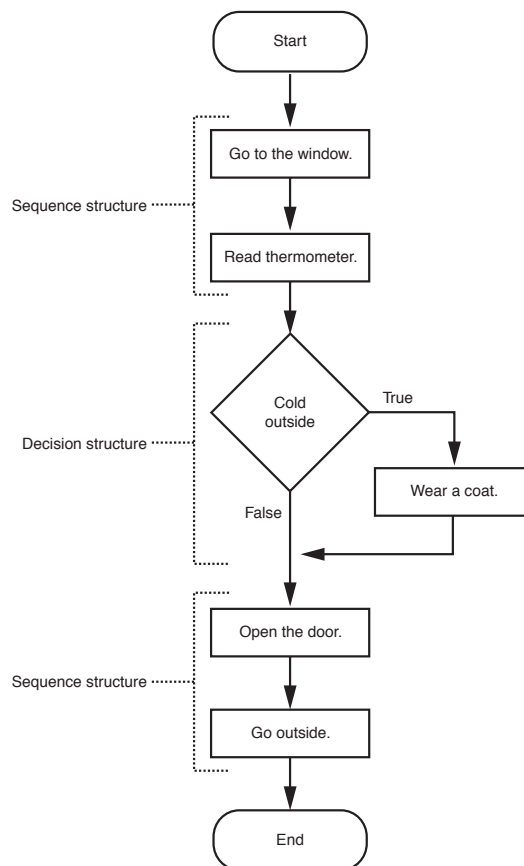 Start
Go to the window.
Sequence structure
Read thermometer.
Cold
outside
True
Decision structure
Wear a coat.
False
Open the door.
Sequence structure
Go outside.
End